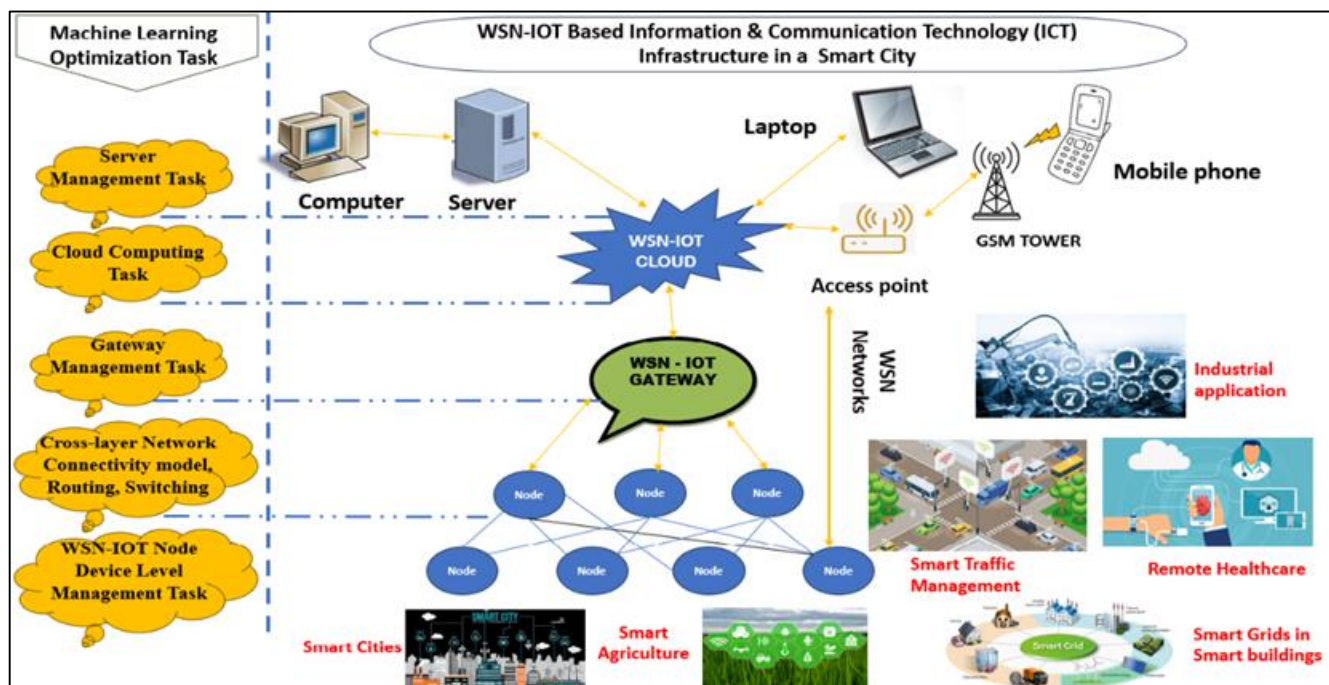 Machine Learning
Optimization Task
WSN-IOT Based Information & Communication Technology (ICT)
Infrastructure in a Smart City
Server
Management Task
Cloud Computing
Task
Gateway
Management Task
Cross-layer Network
Connectivity model,
Routing, Switching
WSN-IOT Node
Device Level
Management Task
Computer
Server
Laptop
Mobile phone
GSM TOWER
WSN-IOT
CLOUD
Access point
WSN - IOT
GATEWAY
WSN
Networks
Node
Node
Node
Node
Node
Node
Node
Industrial
application
Smart Traffic
Management
Remote Healthcare
Smart Cities
SMART CITY
Smart
Agriculture
Smart Grid
Smart Grids in
Smart buildings